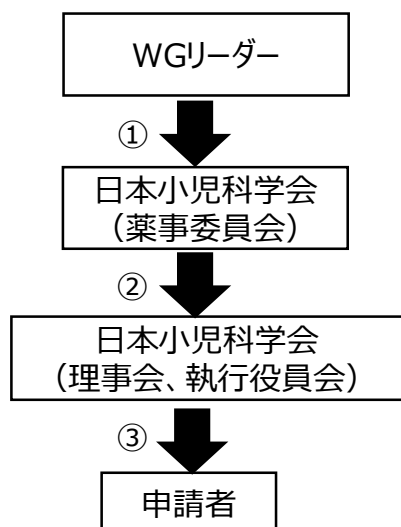 WGリーダー
①
日本小児科学会
（薬事委員会）
②
日本小児科学会
（理事会、執行役員会）
③
申請者